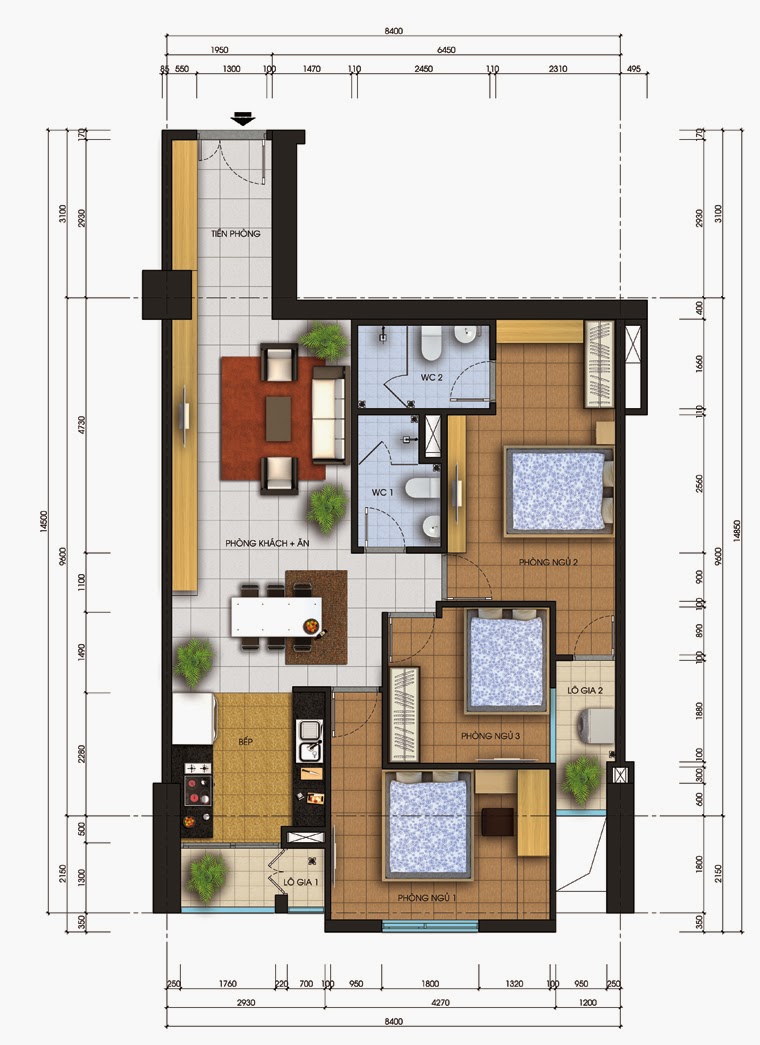 8400
1950 6450
85 550 1300 100 1470 110 2450 110 2310 495
170
2930
3100
4730
14500
9600
1100
1490
2280
600
2150
1300
350
TIỀN PHÒNG
WC 2
WC 1
PHÒNG KHÁCH + ĂN
PHÒNG NGỦ 2
LÔ GIA 2
BẾP
PHÒNG NGỦ 3
LÔ GIA 1
PHÒNG NGỦ 1
170
2930
3100
400
1660
110
2660
14850
9600
900
100
890
100
1880
100
300
600
1800
2150
350
250 1760 220 700 100 950 1800 1320 100 950 250
2930 4270 1200
8400